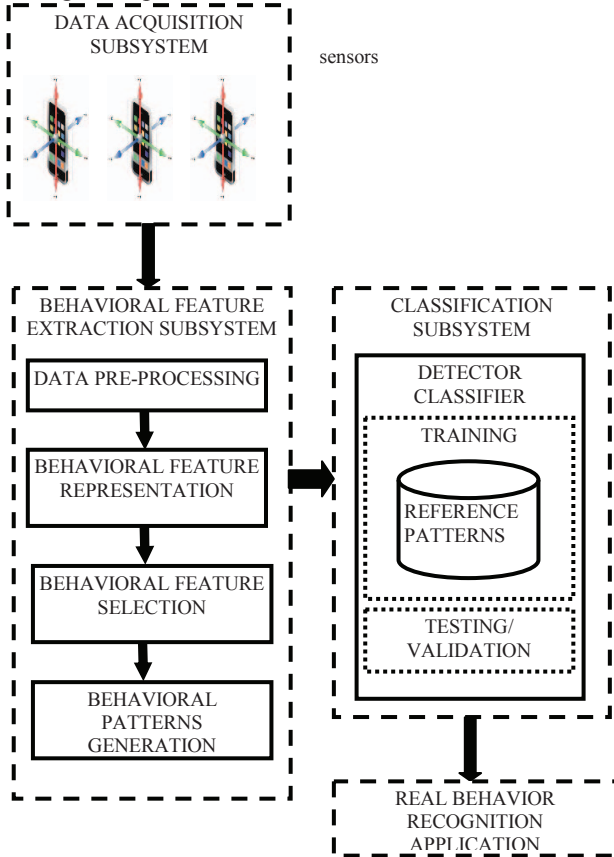 DATA ACQUISITION
SUBSYSTEM
sensors
BEHAVIORAL FEATURE
EXTRACTION SUBSYSTEM
DATA PRE-PROCESSING
BEHAVIORAL FEATURE
REPRESENTATION
BEHAVIORAL FEATURE
SELECTION
BEHAVIORAL
PATTERNS
GENERATION
CLASSIFICATION
SUBSYSTEM
DETECTOR
CLASSIFIER
TRAINING
REFERENCE
PATTERNS
TESTING/
VALIDATION
REAL BEHAVIOR
RECOGNITION
APPLICATION